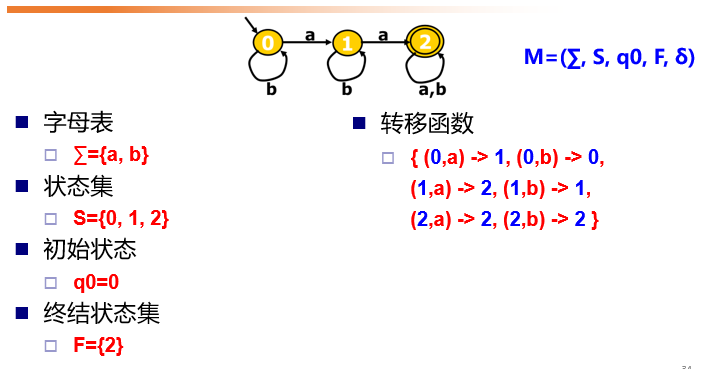 0 a 1 a 2
b b a,b
M=(∑, S, q0, F, δ)
字母表
∑={a, b}
状态集
S={0, 1, 2}
初始状态
q0=0
终结状态集
F={2}
转移函数
{ (0,a) -> 1, (0,b) -> 0,
(1,a) -> 2, (1,b) -> 1,
(2,a) -> 2, (2,b) -> 2 }